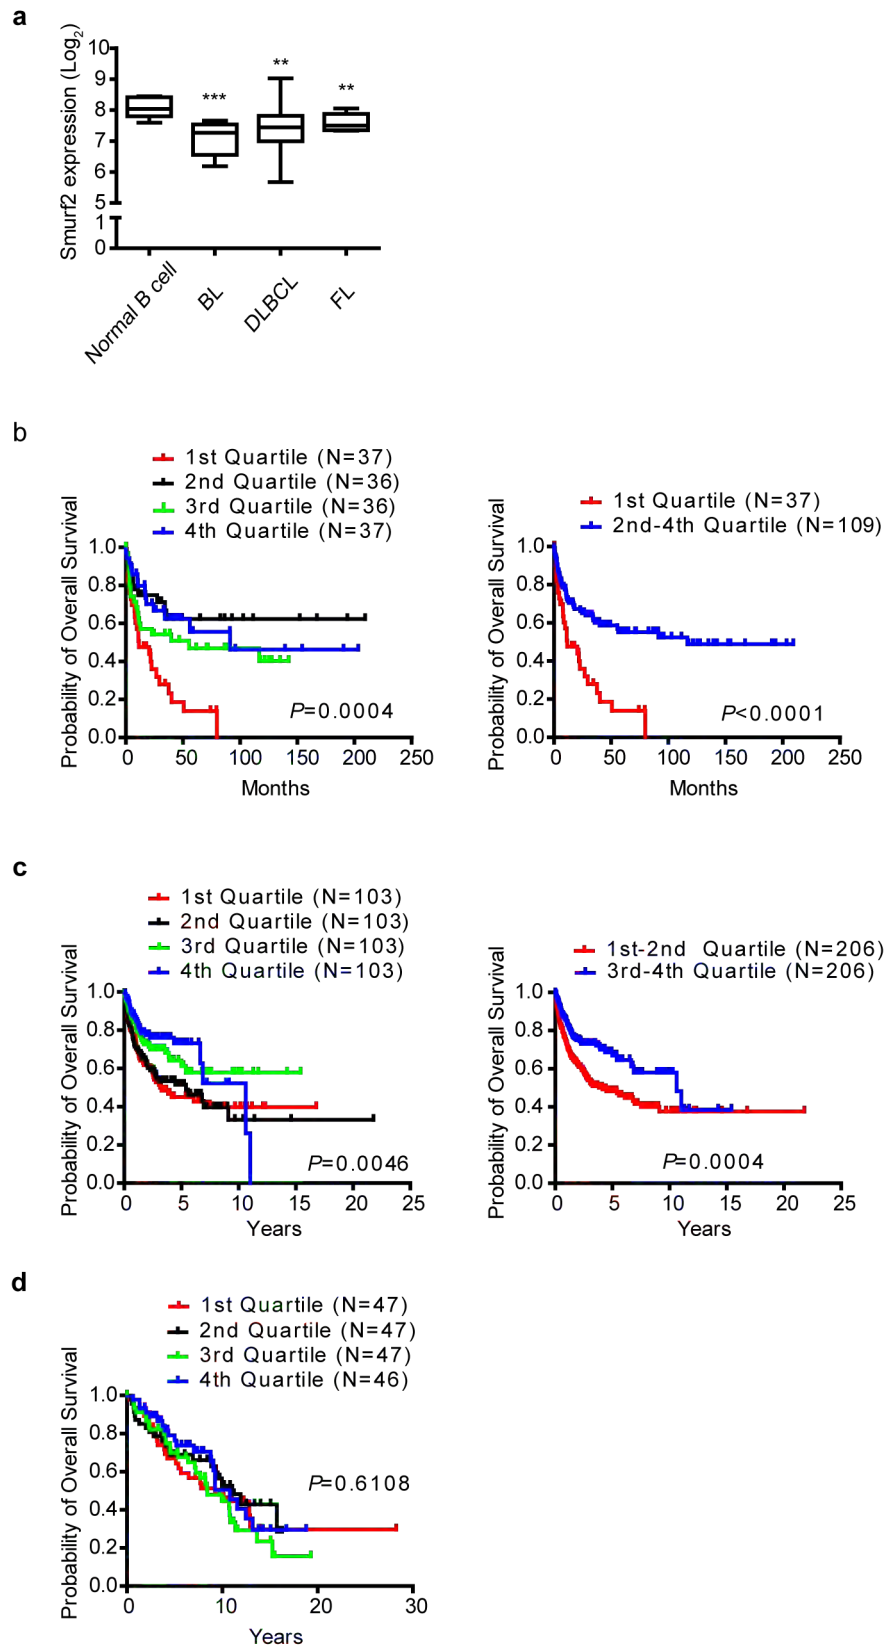 a
Smurf2 expression (Log2)
10
9
8
7
6
5
1
0
***
**
**
Normal B cell
BL
DLBCL
FL
b
1st Quartile (N=37)
2nd Quartile (N=36)
3rd Quartile (N=36)
4th Quartile (N=37)
Probability of Overall Survival
1.0
0.8
0.6
0.4
0.2
0.0
P=0.0004
0 50 100 150 200 250
Months
1st Quartile (N=37)
2nd-4th Quartile (N=109)
Probability of Overall Survival
1.0
0.8
0.6
0.4
0.2
0.0
P<0.0001
0 50 100 150 200 250
Months
c
1st Quartile (N=103)
2nd Quartile (N=103)
3rd Quartile (N=103)
4th Quartile (N=103)
Probability of Overall Survival
1.0
0.8
0.6
0.4
0.2
0.0
P=0.0046
0 5 10 15 20 25
Years
1st-2nd Quartile (N=206)
3rd-4th Quartile (N=206)
Probability of Overall Survival
1.0
0.8
0.6
0.4
0.2
0.0
P=0.0004
0 5 10 15 20 25
Years
d
1st Quartile (N=47)
2nd Quartile (N=47)
3rd Quartile (N=47)
4th Quartile (N=46)
Probability of Overall Survival
1.0
0.8
0.6
0.4
0.2
0.0
P=0.6108
0 10 20 30
Years